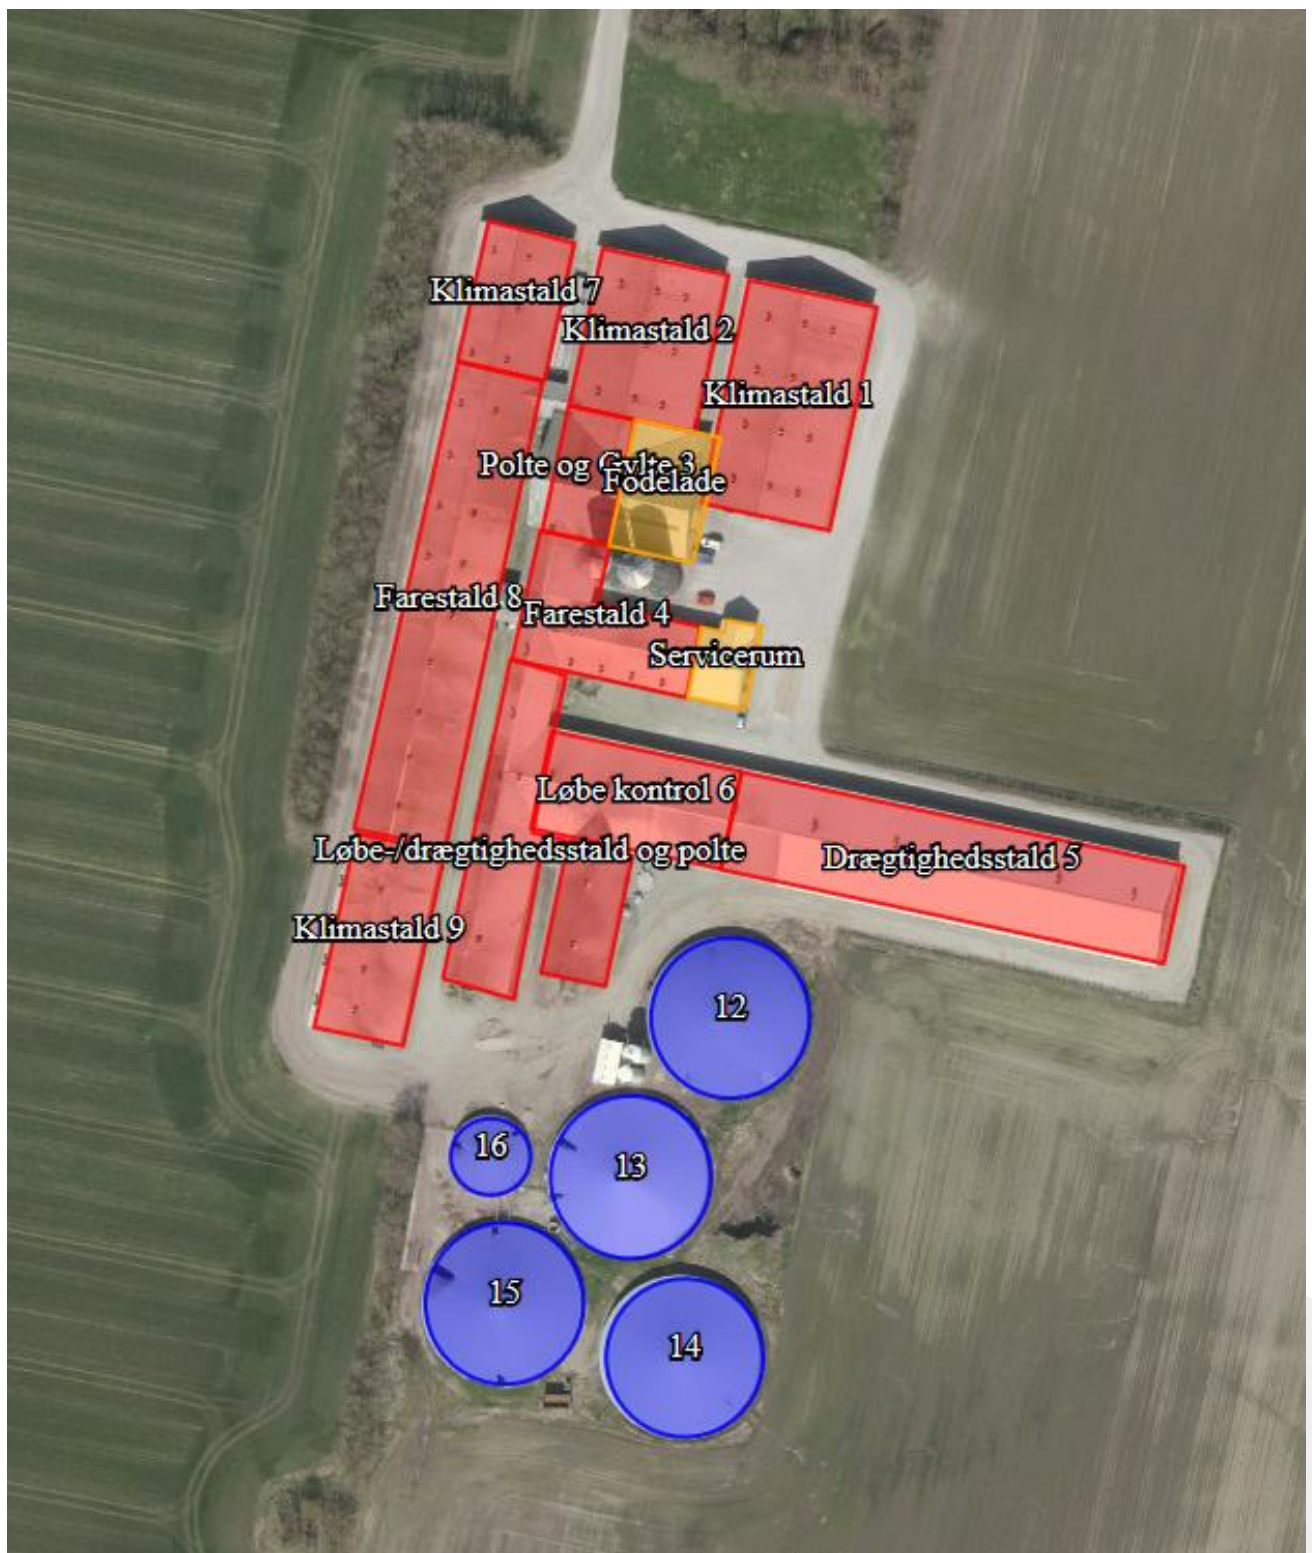 Klimastald 7
Klimastald 2
Klimastald 1
Polte og Gylte 3
Fodelade
Farestald 8
Farestald 4
Servicerum
Løbe kontrol 6
Løbe-/drægtighedsstald og polte
Drægtighedsstald 5
Klimastald 9
12
16
13
15
14